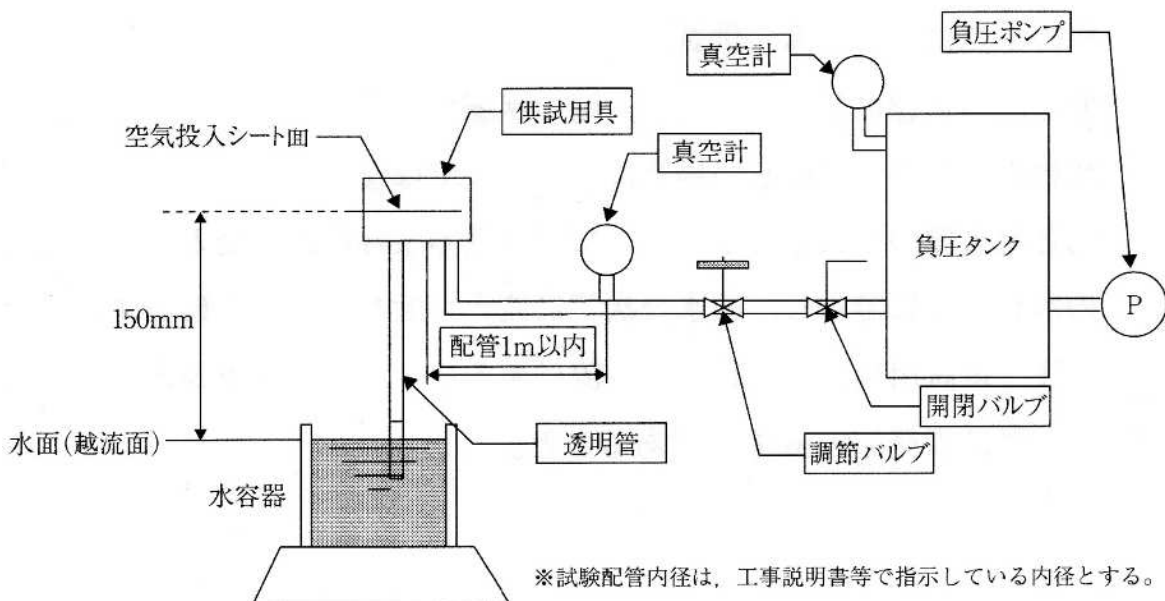 負圧ポンプ
真空計
供試用具
空気投入シート面
真空計
負圧タンク
P
150mm
配管1m以内
開閉バルブ
水面(越流面)
透明管
調節バルブ
水容器
※試験配管内径は，工事説明書等で指示している内径とする。